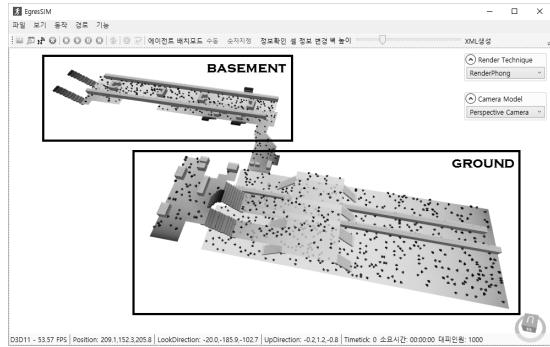 EgresSIM
파일 보기 동작 경로 기능
에이전트 배치모드 수동 숫자지정 정보확인 셀 정보 변경 벽 높이 XML생성
Render Technique
RenderPhong
Camera Model
Perspective Camera
BASEMENT
GROUND
D3D11 - 53.57 FPS Position: 209.1,152.3,205.8 LookDirection: -20.0,-185.9,-102.7 UpDirection: -0.2,1.2,-0.8 Timetick: 0 소요시간: 00:00:00 대피인원: 1000